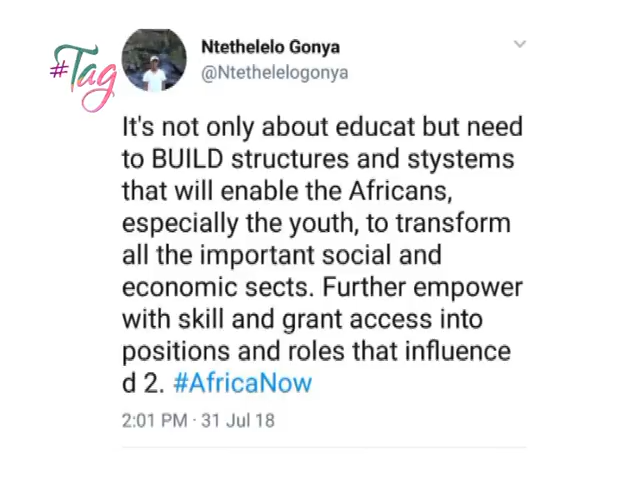 #Tag
Ntethelelo Gonya
@Ntethelelogonya
It's not only about educat but need
to BUILD structures and stystems
that will enable the Africans,
especially the youth, to transform
all the important social and
economic sects. Further empower
with skill and grant access into
positions and roles that influence
d 2. #AfricaNow
2:01 PM · 31 Jul 18